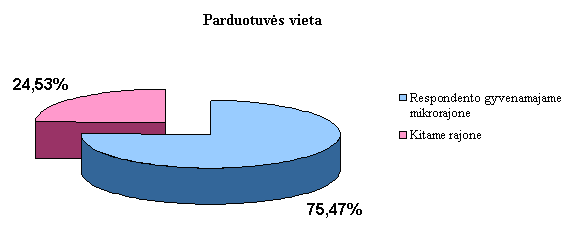 Parduotuvės vieta
24,53%
Respondento gyvenamajame
mikrorajone
Kitame rajone
75,47%